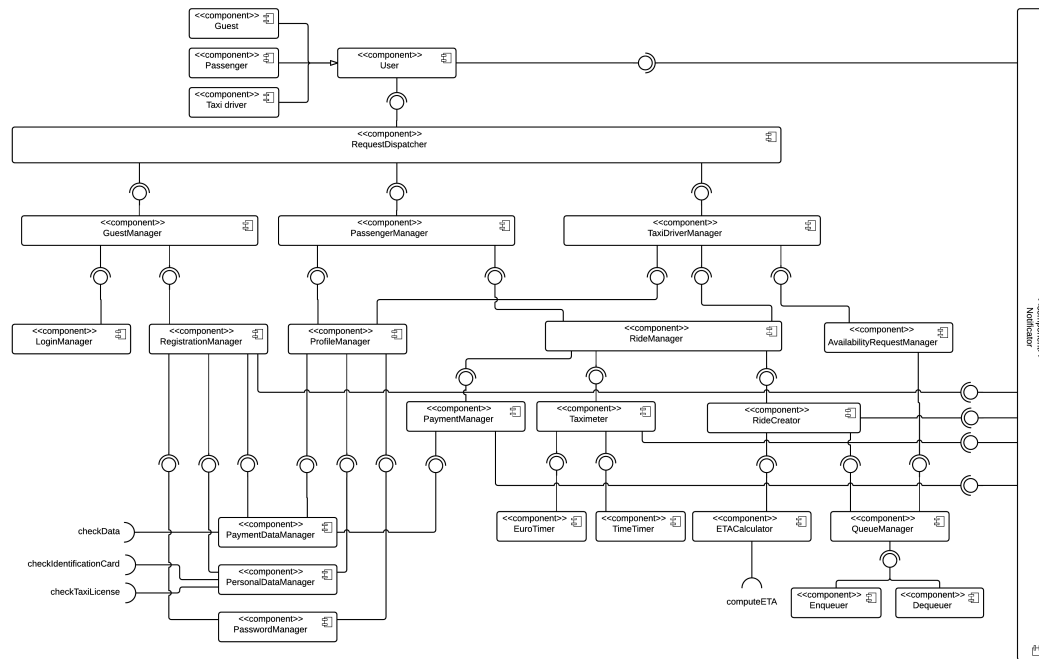 <<component>>
Guest
<<component>>
Passenger
<<component>>
Taxi driver
<<component>>
User
<<component>>
RequestDispatcher
<<component>>
GuestManager
<<component>>
PassengerManager
<<component>>
TaxiDriverManager
<<component>>
LoginManager
<<component>>
RegistrationManager
<<component>>
ProfileManager
<<component>>
RideManager
<<component>>
AvailabilityRequestManager
Notificator
<<component>>
PaymentManager
<<component>>
Taximeter
<<component>>
RideCreator
checkData
checkIdentificationCard
checkTaxiLicense
<<component>>
PaymentDataManager
<<component>>
PersonalDataManager
<<component>>
PasswordManager
<<component>>
EuroTimer
<<component>>
TimeTimer
<<component>>
ETACalculator
<<component>>
QueueManager
computeETA
<<component>>
Enqueuer
<<component>>
Dequeuer